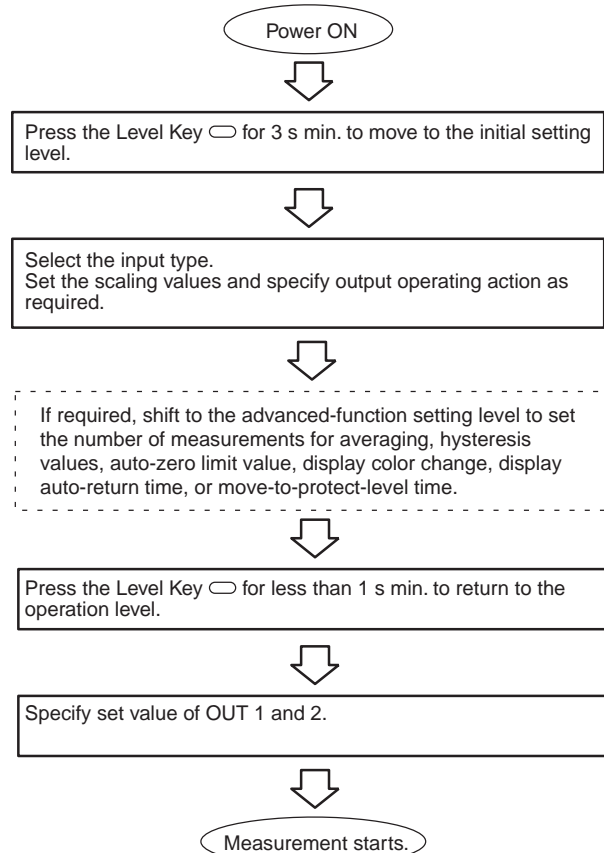 Power ON
Press the Level Key for 3 s min. to move to the initial setting
level.
Select the input type.
Set the scaling values and specify output operating action as
required.
If required, shift to the advanced-function setting level to set
the number of measurements for averaging, hysteresis
values, auto-zero limit value, display color change, display
auto-return time, or move-to-protect-level time.
Press the Level Key for less than 1 s min. to return to the
operation level.
Specify set value of OUT 1 and 2.
Measurement starts.